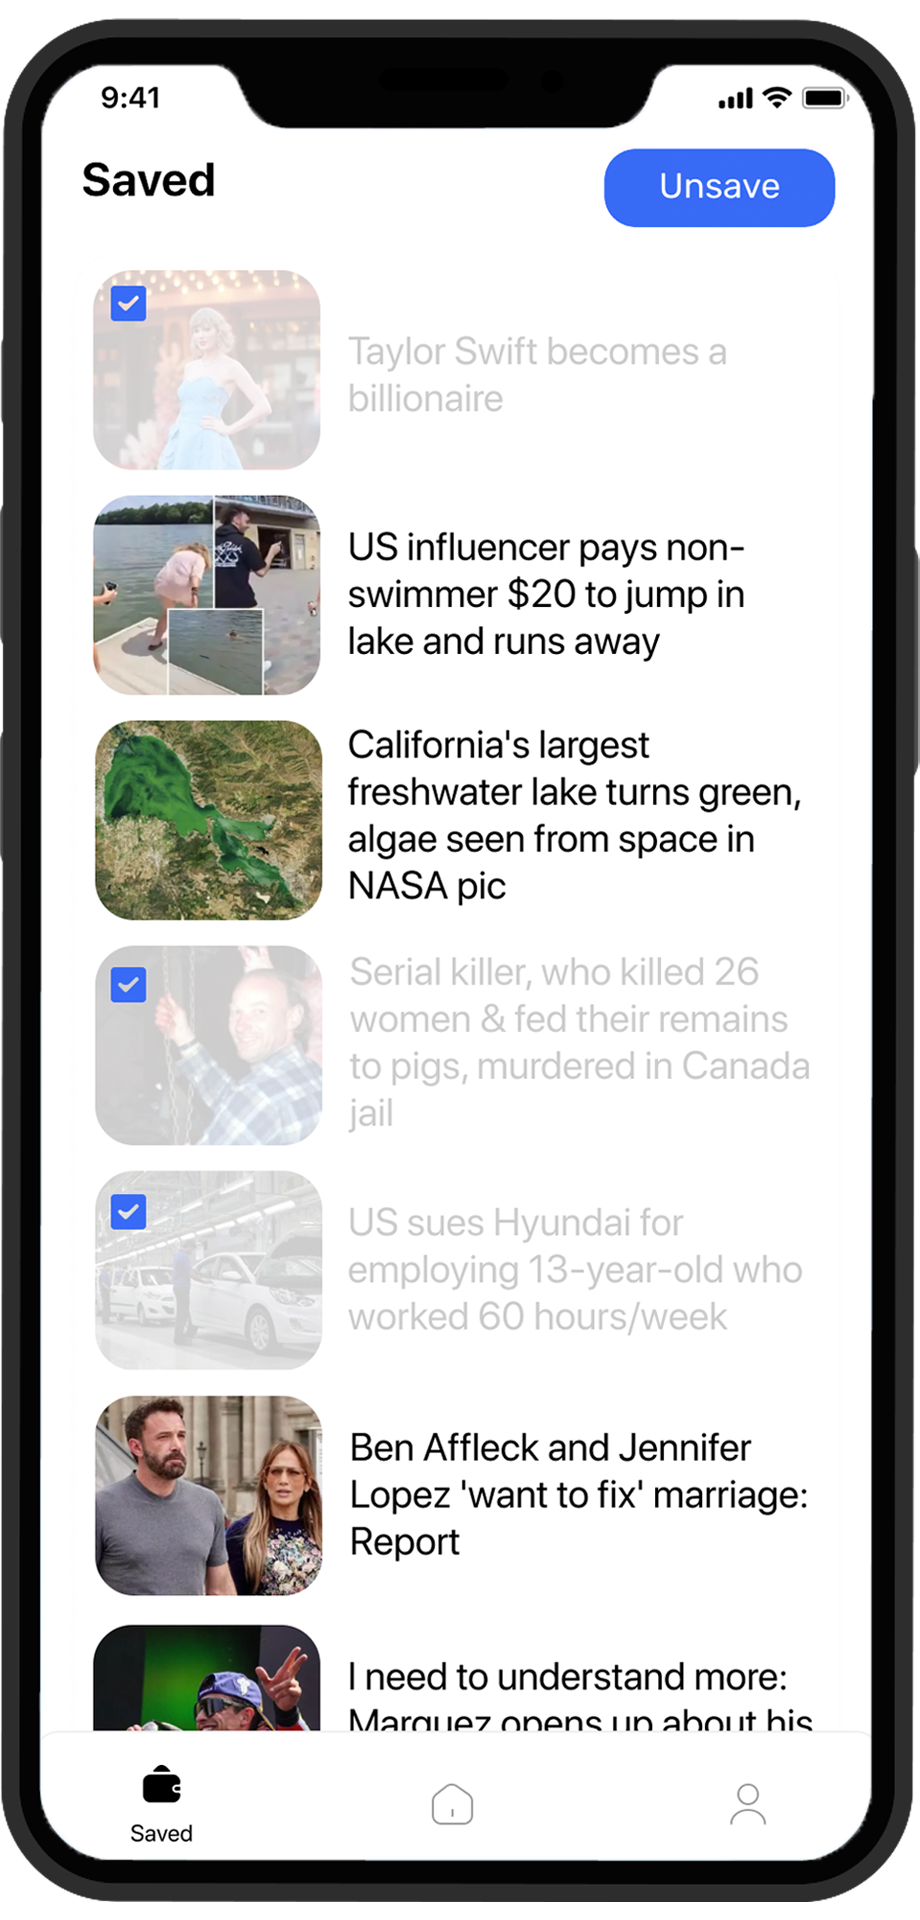 9:41
Saved
Unsave
Taylor Swift becomes a
billionaire
US influencer pays non-
swimmer $20 to jump in
lake and runs away
California's largest
freshwater lake turns green,
algae seen from space in
NASA pic
Serial killer, who killed 26
women & fed their remains
to pigs, murdered in Canada
jail
US sues Hyundai for
employing 13-year-old who
worked 60 hours/week
Ben Affleck and Jennifer
Lopez 'want to fix' marriage:
Report
I need to understand more:
Marquez opens up about his
Saved